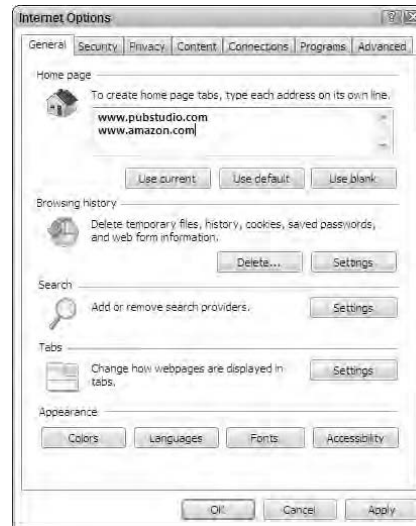 Internet Options
General Security Privacy Content Connections Programs Advanced
Home page
To create home page tabs, type each address on its own line.
www.pubstudio.com
www.amazon.com
Use current Use default Use blank
Browsing history
Delete temporary files, history, cookies, saved passwords,
and web form information.
Delete... Settings
Search
Add or remove search providers. Settings
Tabs
Change how webpages are displayed in
tabs. Settings
Appearance
Colors Languages Fonts Accessibility
OK Cancel Apply